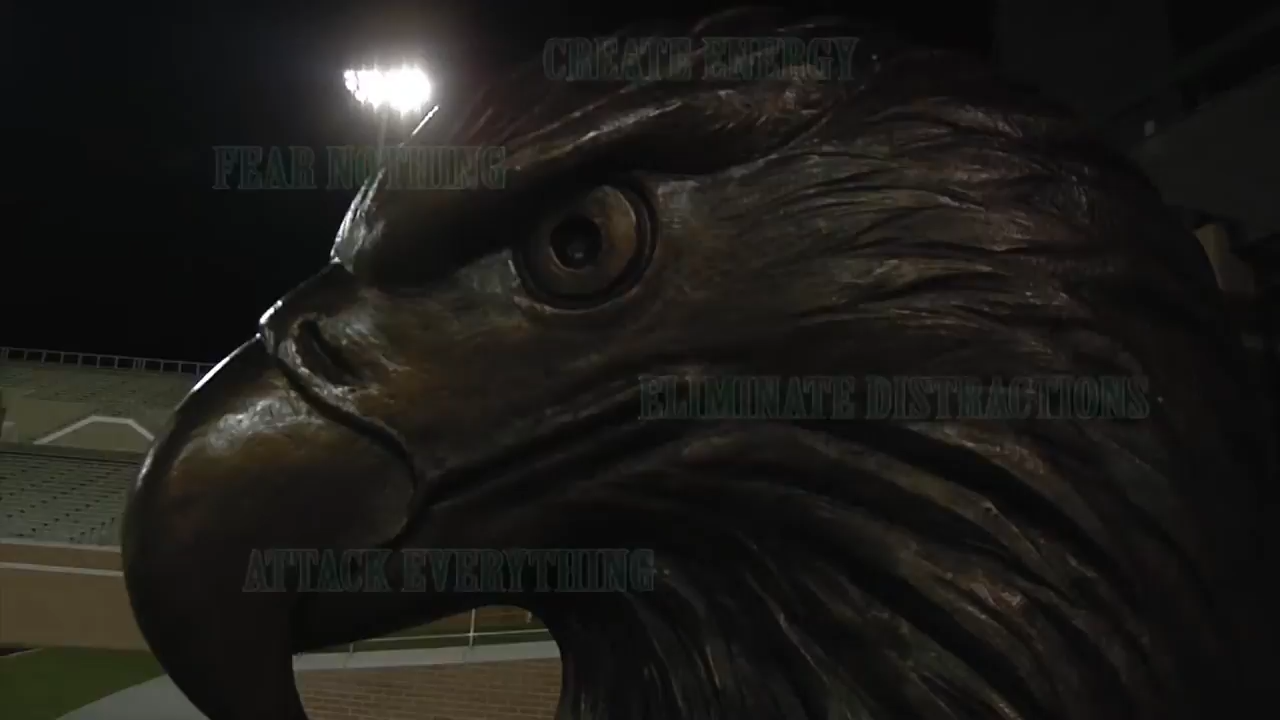 CREATE ENERGY
FEAR NOTHING
ELIMINATE DISTRACTIONS
ATTACK EVERYTHING